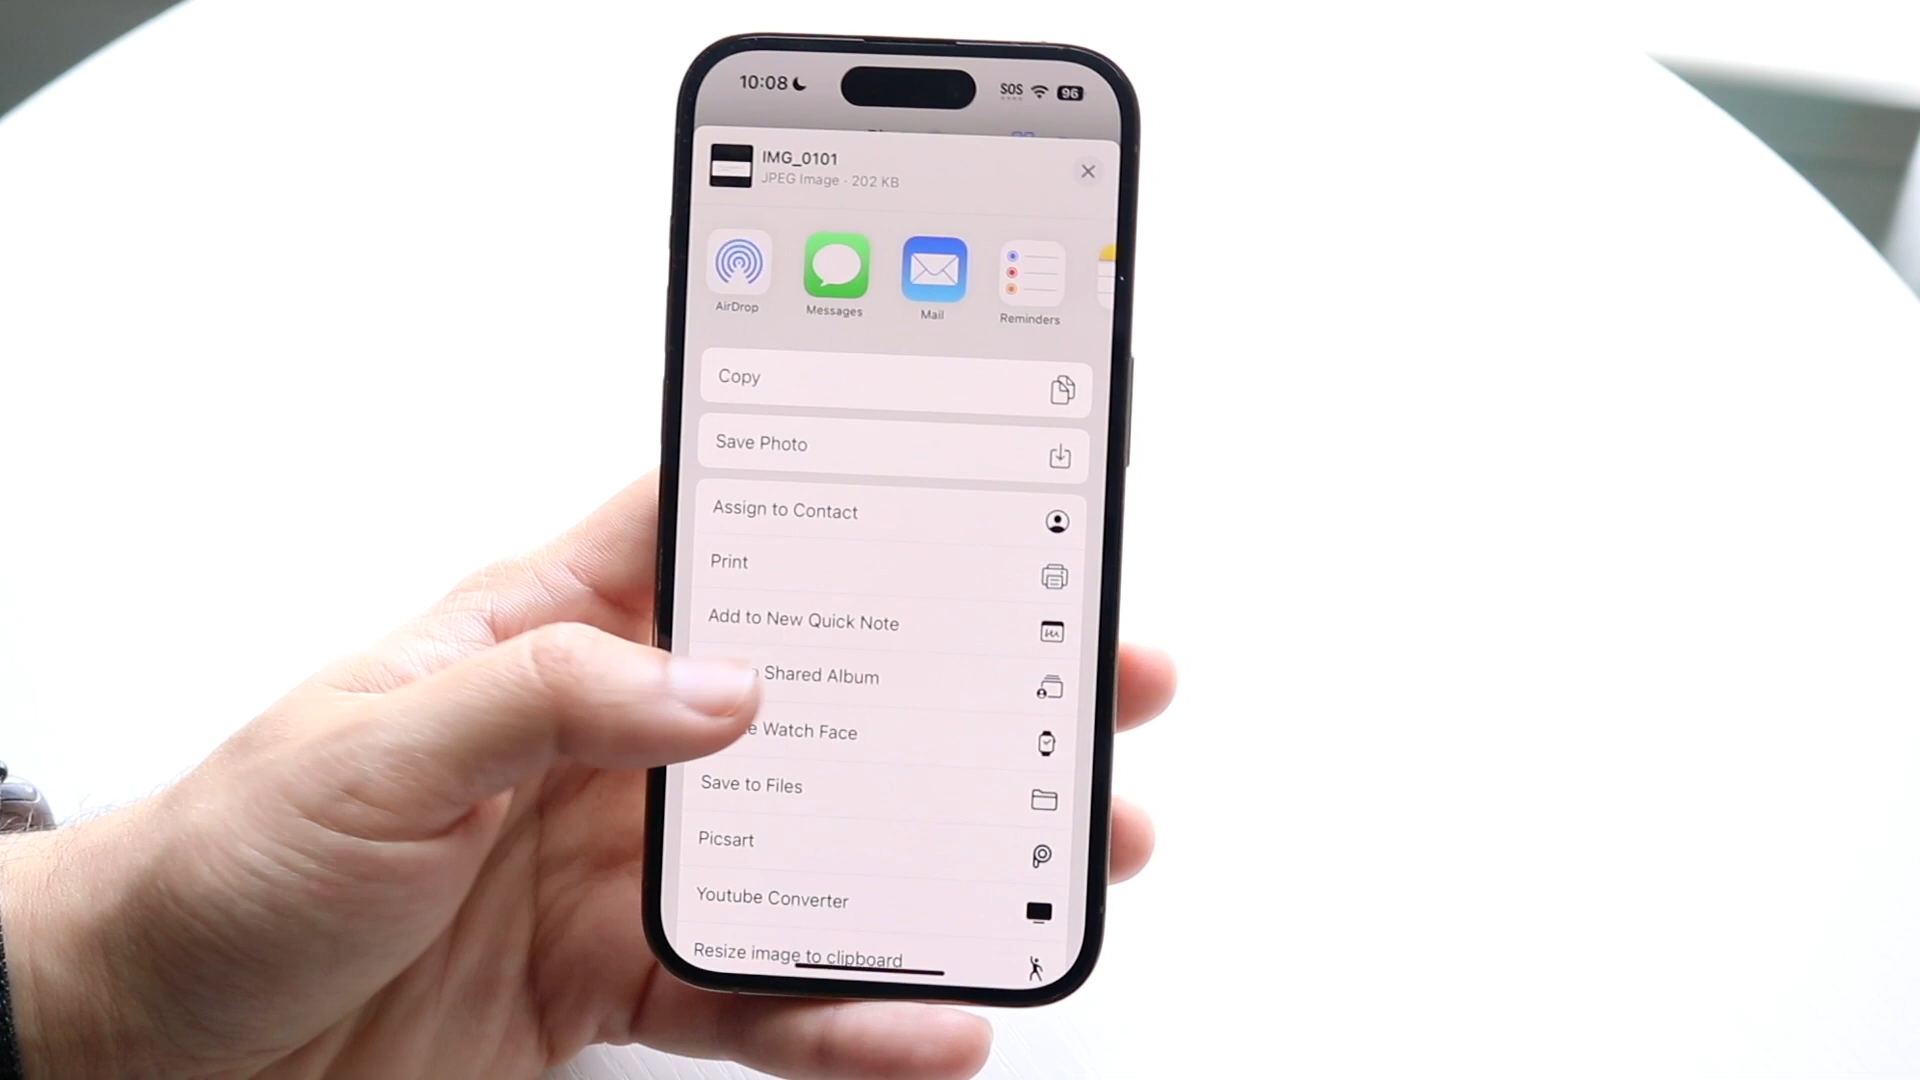 10:08
SOS
96
IMG_0101
JPEG Image · 202 KB
AirDrop
Messages
Mail
Reminders
Copy
Save Photo
Assign to Contact
Print
Add to New Quick Note
Shared Album
Watch Face
Save to Files
Picsart
Youtube Converter
Resize image to clipboard